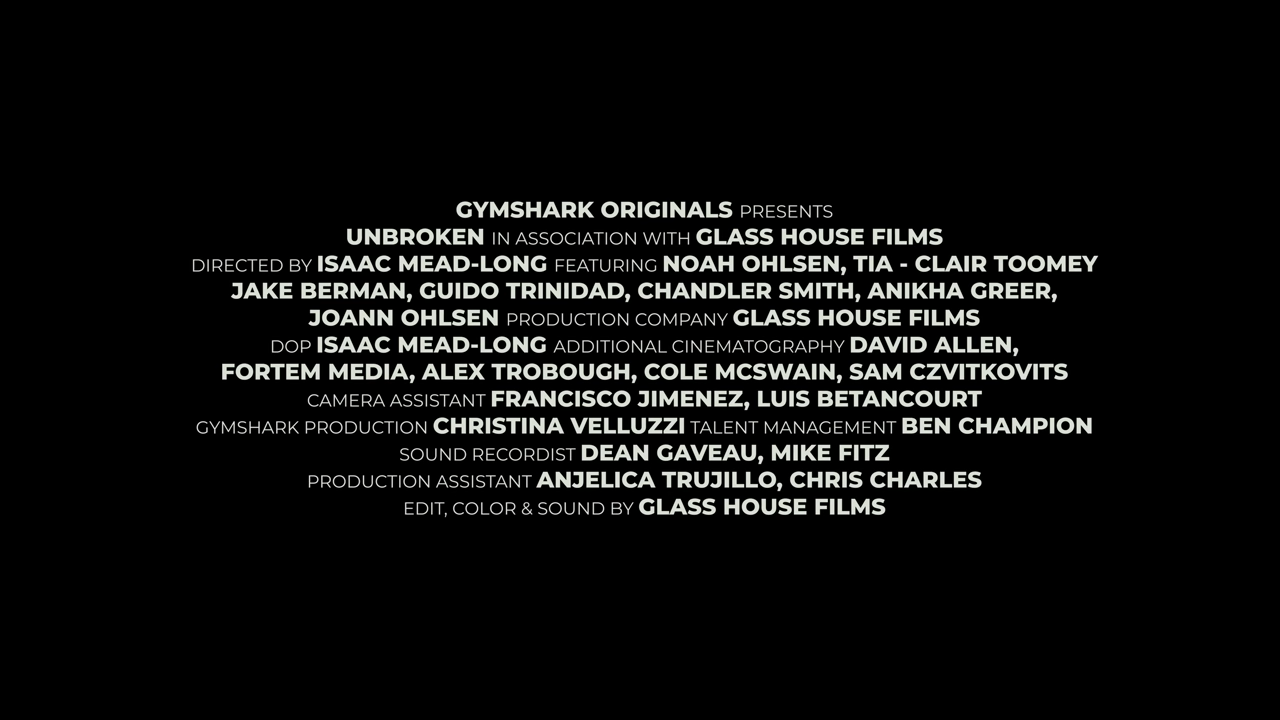 GYMSHARK ORIGINALS PRESENTS
UNBROKEN IN ASSOCIATION WITH GLASS HOUSE FILMS
DIRECTED BY ISAAC MEAD-LONG FEATURING NOAH OHLSEN, TIA - CLAIR TOOMEY
JAKE BERMAN, GUIDO TRINIDAD, CHANDLER SMITH, ANIKHA GREER,
JOANN OHLSEN PRODUCTION COMPANY GLASS HOUSE FILMS
DOP ISAAC MEAD-LONG ADDITIONAL CINEMATOGRAPHY DAVID ALLEN,
FORTEM MEDIA, ALEX TROBOUGH, COLE MCSWAIN, SAM CZVITKOVITS
CAMERA ASSISTANT FRANCISCO JIMENEZ, LUIS BETANCOURT
GYMSHARK PRODUCTION CHRISTINA VELLUZZI TALENT MANAGEMENT BEN CHAMPION
SOUND RECORDIST DEAN GAVEAU, MIKE FITZ
PRODUCTION ASSISTANT ANJELICA TRUJILLO, CHRIS CHARLES
EDIT, COLOR & SOUND BY GLASS HOUSE FILMS